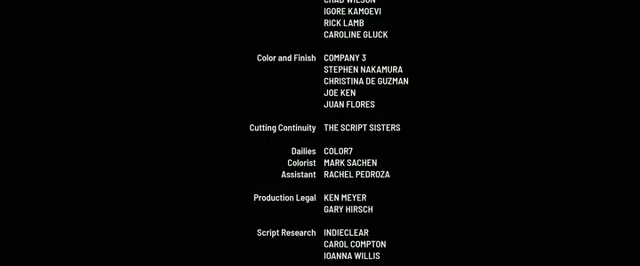 CHAD WILSON
IGORE KAMOEVI
RICK LAMB
CAROLINE GLUCK
Color and Finish COMPANY 3
STEPHEN NAKAMURA
CHRISTINA DE GUZMAN
JOE KEN
JUAN FLORES
Cutting Continuity THE SCRIPT SISTERS
Dailies COLOR7
Colorist MARK SACHEN
Assistant RACHEL PEDROZA
Production Legal KEN MEYER
GARY HIRSCH
Script Research INDIECLEAR
CAROL COMPTON
IOANNA WILLIS